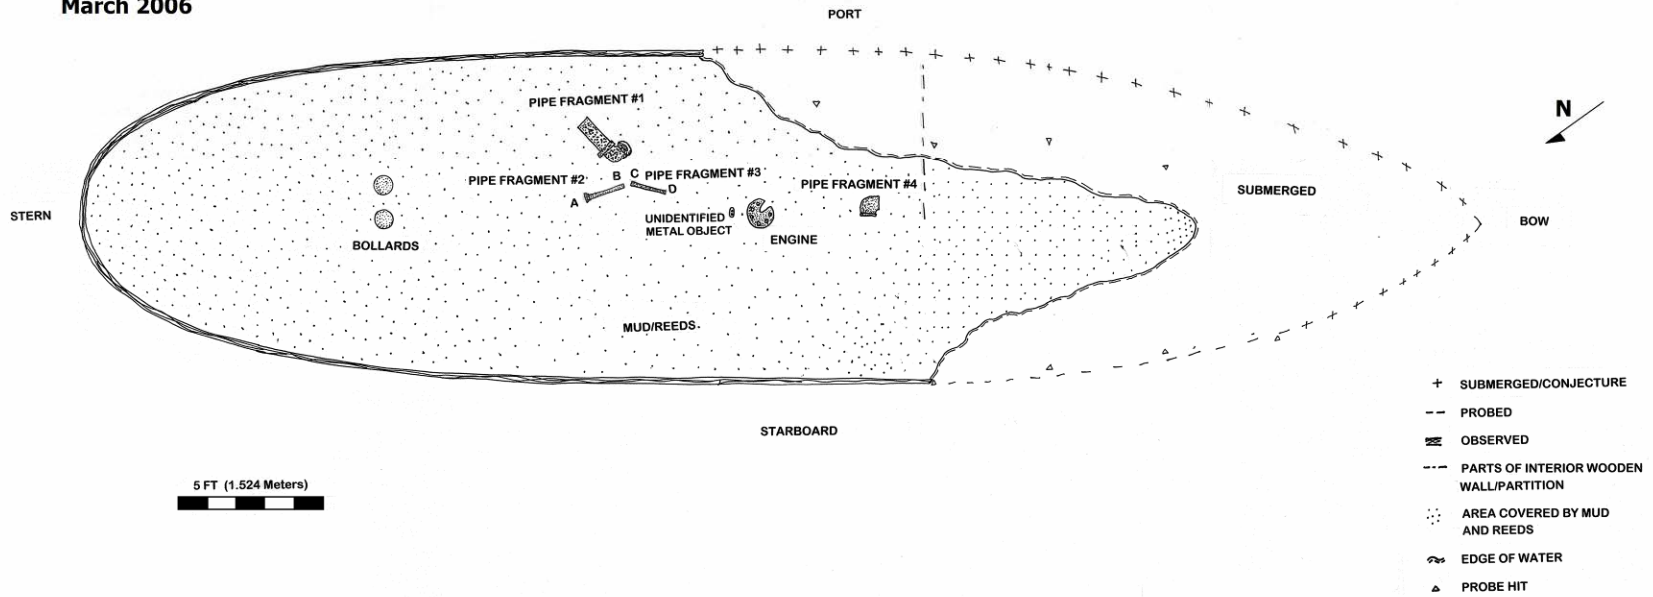 March 2006
PORT
N
PIPE FRAGMENT #1
PIPE FRAGMENT #2
B
C
PIPE FRAGMENT #3
A
D
PIPE FRAGMENT #4
SUBMERGED
STERN
BOW
UNIDENTIFIED
METAL OBJECT
ENGINE
BOLLARDS
MUD/REEDS
STARBOARD
5 FT (1.524 Meters)
+ SUBMERGED/CONJECTURE
PROBED
OBSERVED
PARTS OF INTERIOR WOODEN
WALL/PARTITION
AREA COVERED BY MUD
AND REEDS
EDGE OF WATER
PROBE HIT